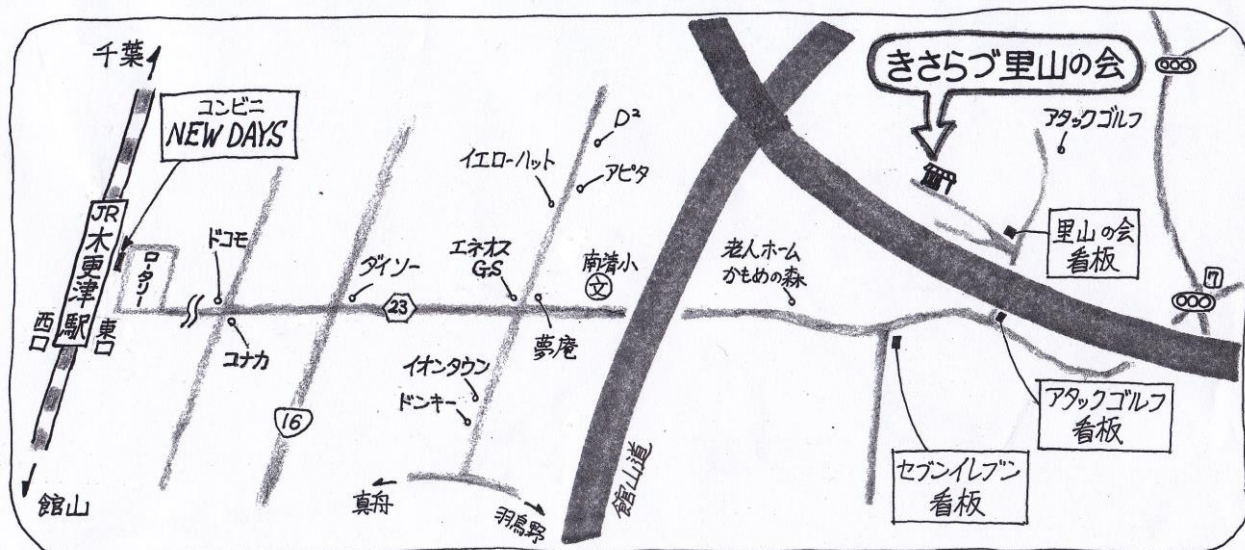 千葉
コンビニ
NEW DAYS
JR木更津駅
西口
東口
ロータリー
館山
ドコモ
コナカ
ダイソー
16
23
エネオス
G.S
イエローハット
D²
アピタ
夢庵
イオンタウン
ドンキー
真舟
羽鳥野
南清小
文
館山道
老人ホーム
かもめの森
きさらづ里山の会
アタックゴルフ
里山の会
看板
7
アタックゴルフ
看板
セブンイレブン
看板